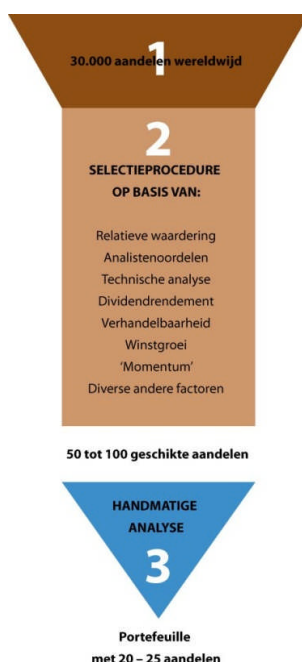 1
30.000 aandelen wereldwijd
2
SELECTIEPROCEDURE
OP BASIS VAN:
Relatieve waardering
Analistenoordelen
Technische analyse
Dividendrendement
Verhandelbaarheid
Winstgroei
‘Momentum’
Diverse andere factoren
50 tot 100 geschikte aandelen
HANDMATIGE
ANALYSE
3
Portefeuille
met 20 – 25 aandelen